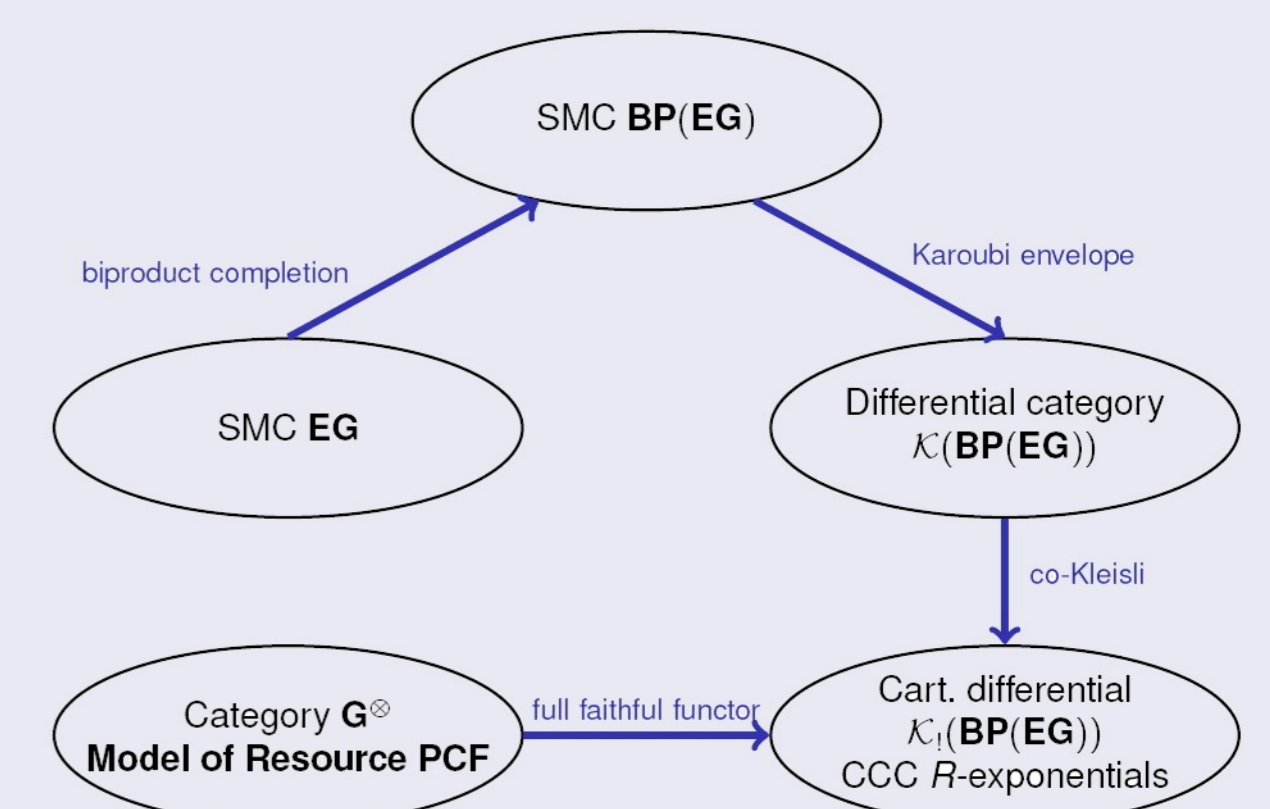 SMC BP(EG)
biproduct completion
Karoubi envelope
SMC EG
Differential category
𝒦(BP(EG))
co-Kleisli
Category G⊗
Model of Resource PCF
full faithful functor
Cart. differential
𝒦!(BP(EG))
CCC R-exponentials